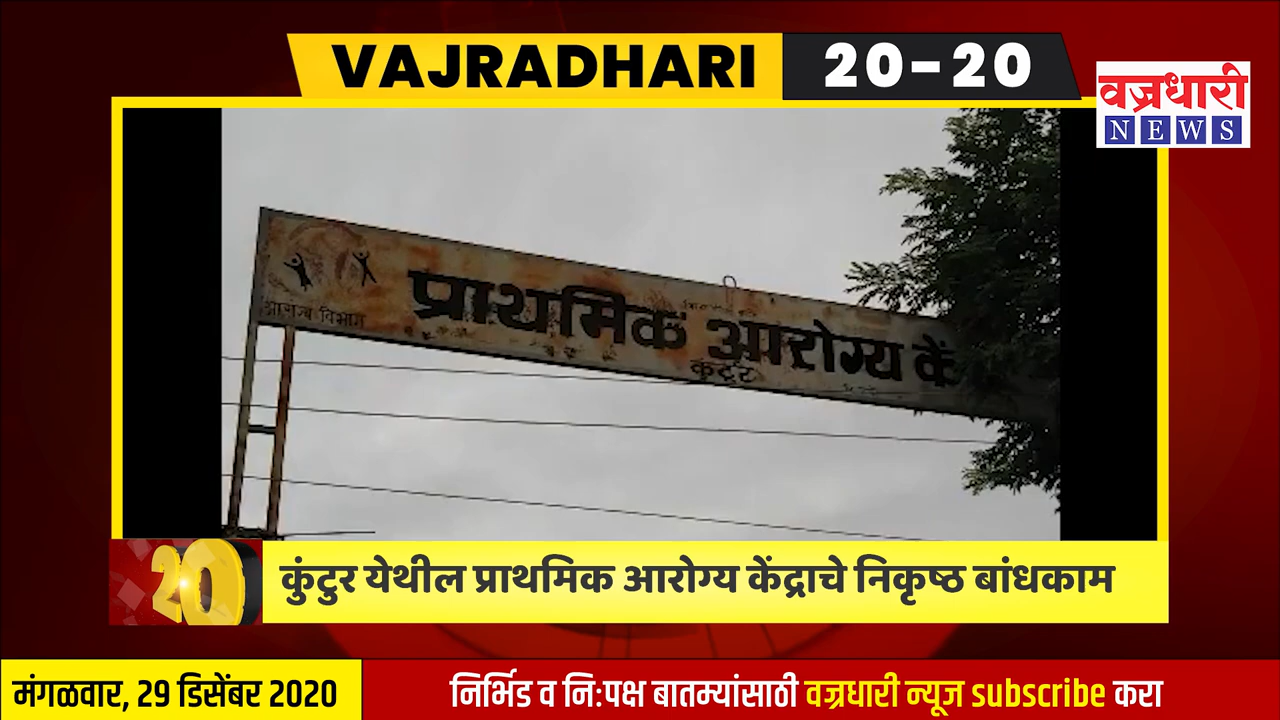 VAJRADHARI 20-20
वज्रधारी
NEWS
प्राथमिक आरोग्य कें
विभाग
कुंटूर
20
कुंटुर येथील प्राथमिक आरोग्य केंद्राचे निकृष्ठ बांधकाम
मंगळवार, 29 डिसेंबर 2020
निर्भिड व नि:पक्ष बातम्यांसाठी वज्रधारी न्यूज subscribe करा